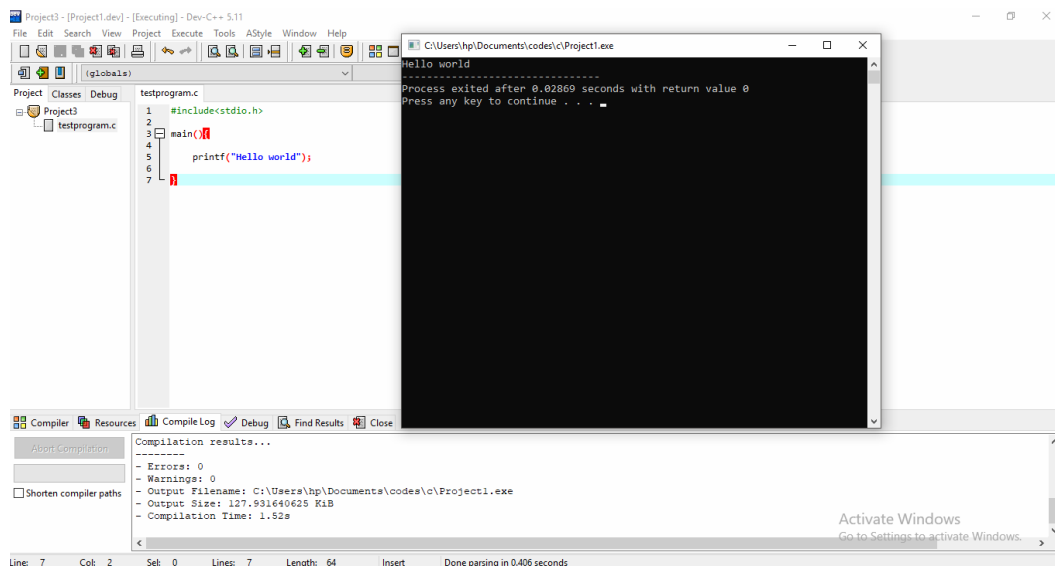 Project3 - [Project1.dev] - [Executing] - Dev-C++ 5.11
File Edit Search View Project Execute Tools AStyle Window Help
(globals)
Project Classes Debug
Project3
testprogram.c
testprogram.c
1 #include<stdio.h>
2
3 main(){
4
5 printf("Hello world");
6
7 }
C:\Users\hp\Documents\codes\c\Project1.exe
Hello world
--------------------------------
Process exited after 0.02869 seconds with return value 0
Press any key to continue . . .
Compiler Resources Compile Log Debug Find Results Close
Abort Compilation
Shorten compiler paths
Compilation results...
--------
- Errors: 0
- Warnings: 0
- Output Filename: C:\Users\hp\Documents\codes\c\Project1.exe
- Output Size: 127.931640625 KiB
- Compilation Time: 1.52s
Activate Windows
Go to Settings to activate Windows.
Line: 7 Col: 2 Sel: 0 Lines: 7 Length: 64 Insert Done parsing in 0.406 seconds